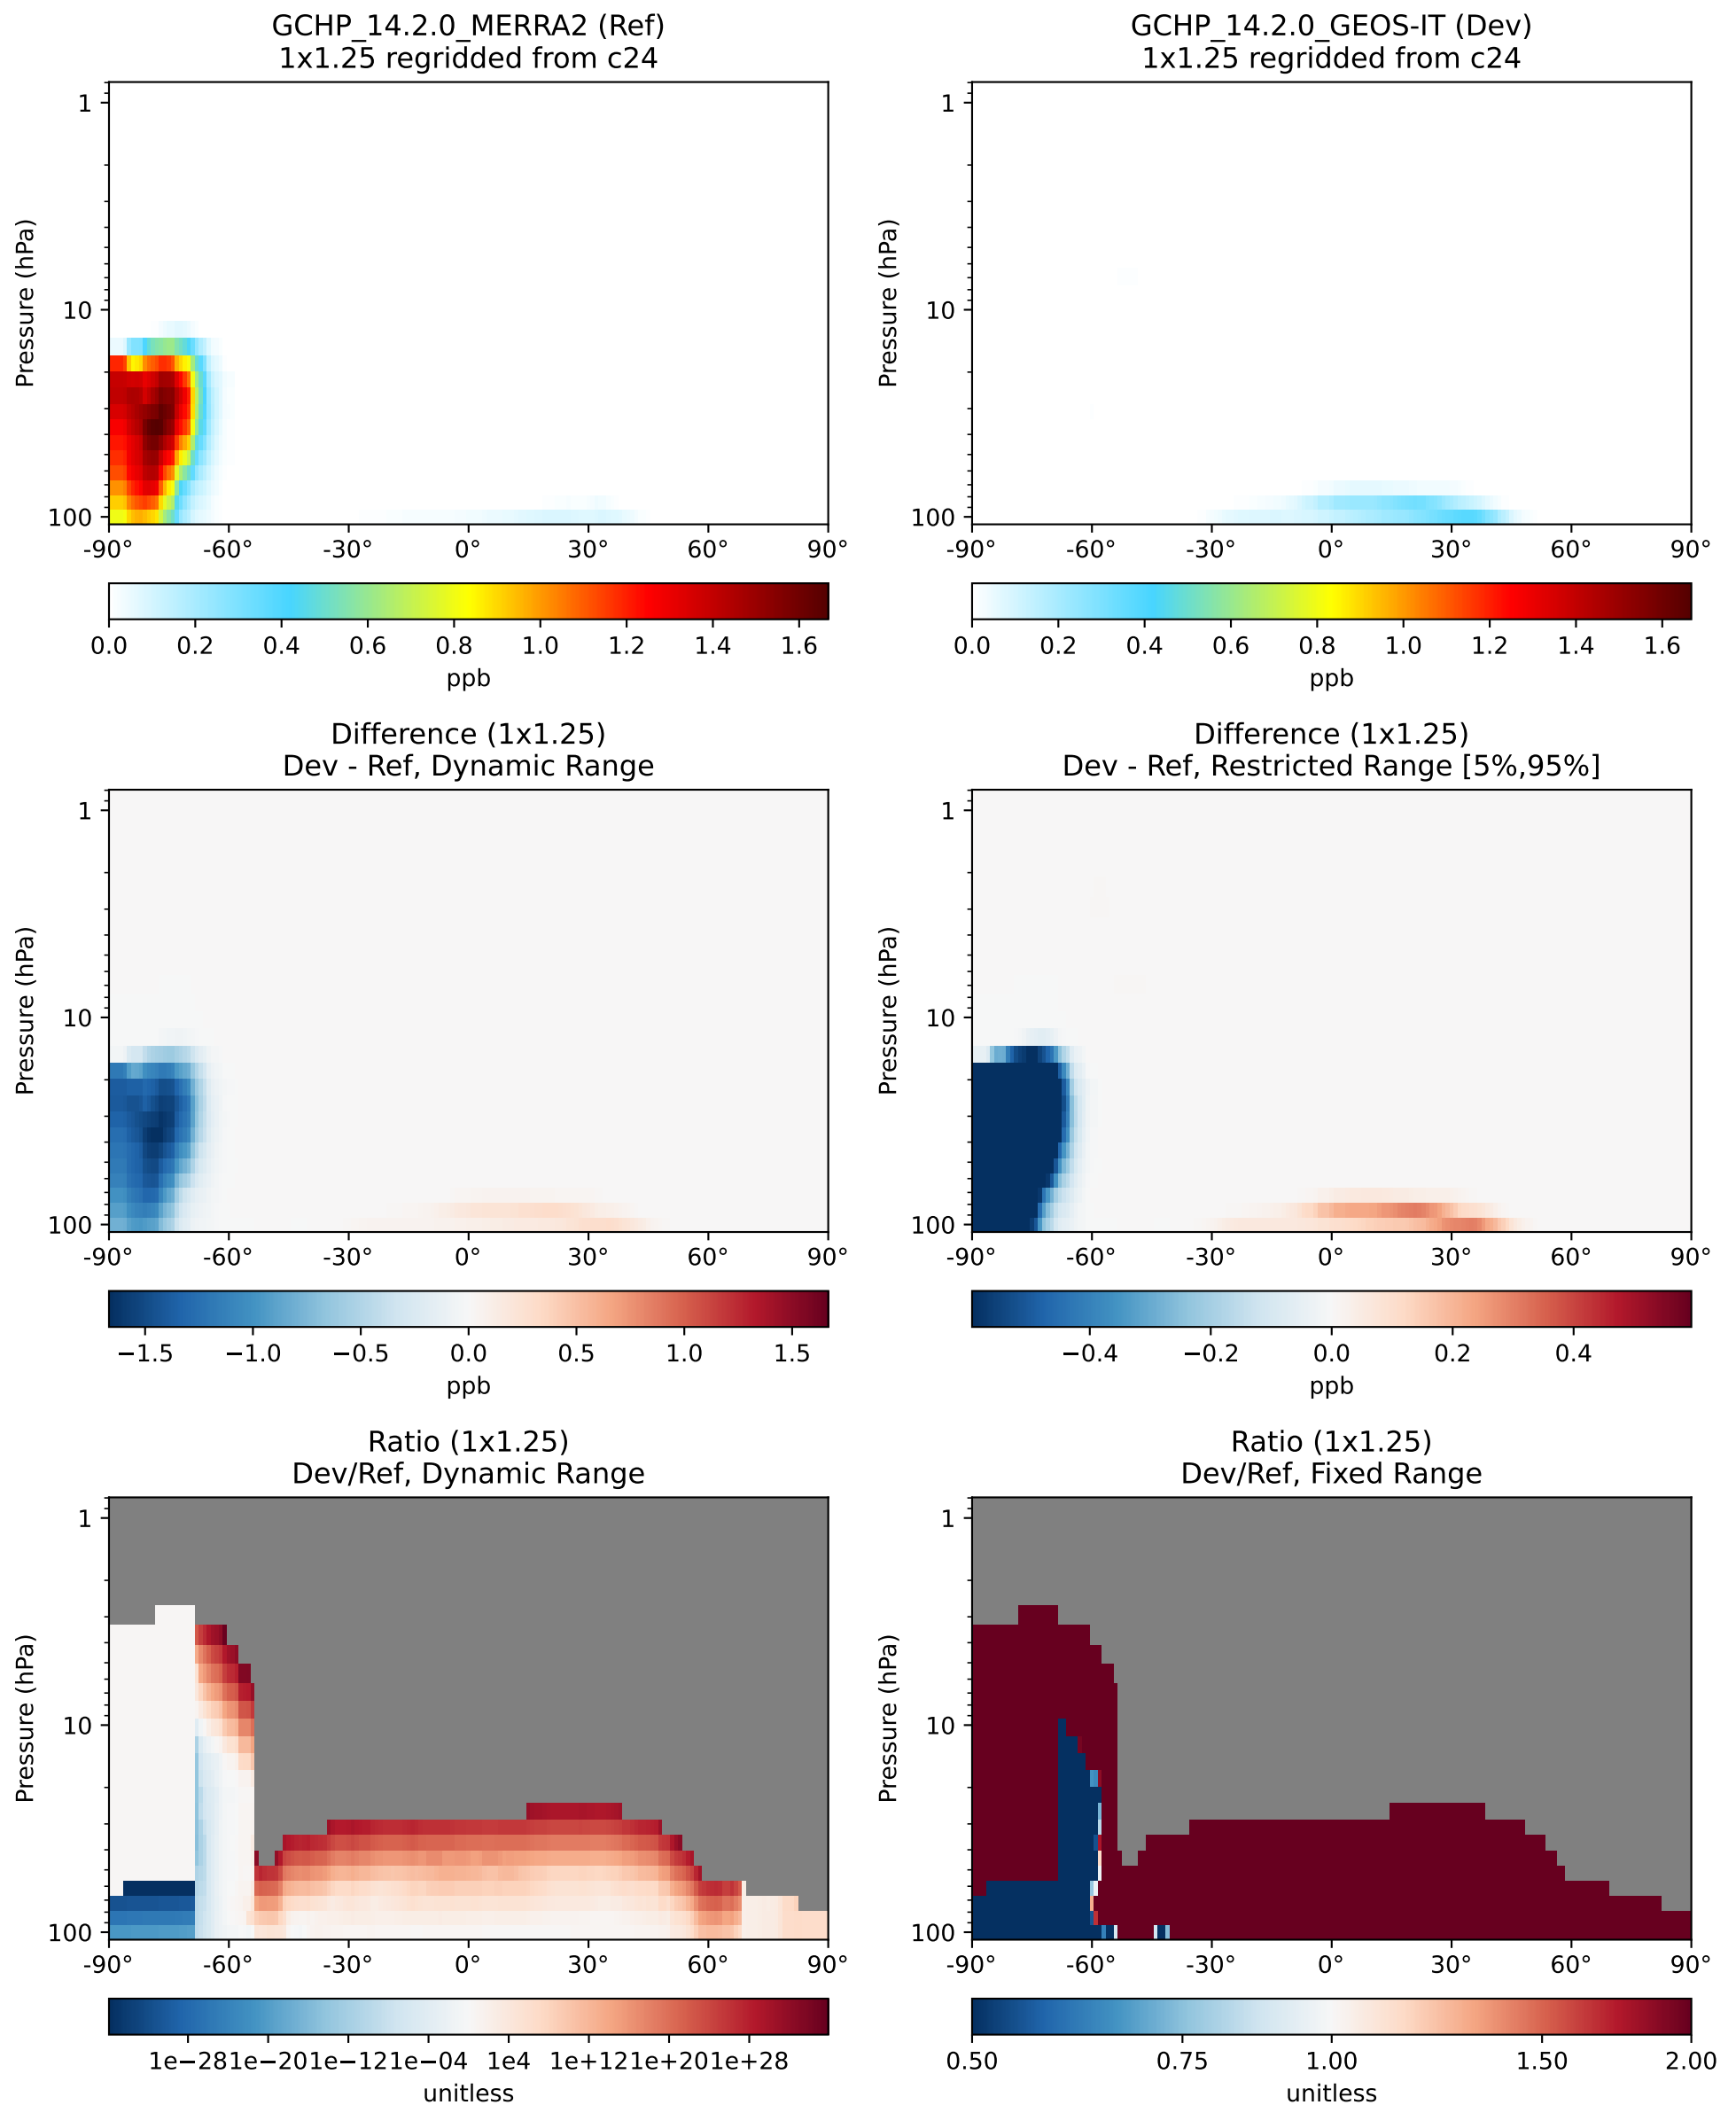 GCHP_14.2.0_MERRA2 (Ref)
1x1.25 regridded from c24
Pressure (hPa)
1
10
100
-90° -60° -30° 0° 30° 60° 90°
0.0 0.2 0.4 0.6 0.8 1.0 1.2 1.4 1.6
ppb
GCHP_14.2.0_GEOS-IT (Dev)
1x1.25 regridded from c24
Pressure (hPa)
1
10
100
-90° -60° -30° 0° 30° 60° 90°
0.0 0.2 0.4 0.6 0.8 1.0 1.2 1.4 1.6
ppb
Difference (1x1.25)
Dev - Ref, Dynamic Range
Pressure (hPa)
1
10
100
-90° -60° -30° 0° 30° 60° 90°
−1.5 −1.0 −0.5 0.0 0.5 1.0 1.5
ppb
Difference (1x1.25)
Dev - Ref, Restricted Range [5%,95%]
Pressure (hPa)
1
10
100
-90° -60° -30° 0° 30° 60° 90°
−0.4 −0.2 0.0 0.2 0.4
ppb
Ratio (1x1.25)
Dev/Ref, Dynamic Range
Pressure (hPa)
1
10
100
-90° -60° -30° 0° 30° 60° 90°
1e−28 1e−20 1e−12 1e−04 1e4 1e+12 1e+20 1e+28
unitless
Ratio (1x1.25)
Dev/Ref, Fixed Range
Pressure (hPa)
1
10
100
-90° -60° -30° 0° 30° 60° 90°
0.50 0.75 1.00 1.50 2.00
unitless